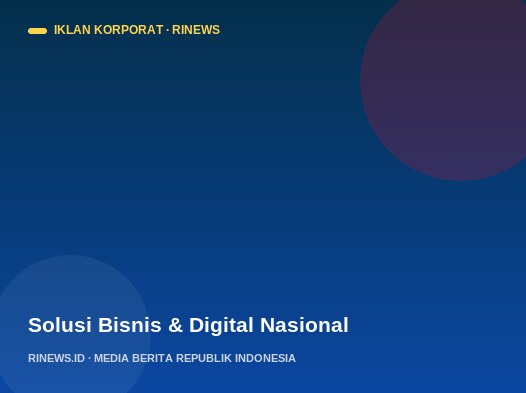 IKLAN KORPORAT · RINEWS
Solusi Bisnis & Digital Nasional
RINEWS.ID · MEDIA BERITA REPUBLIK INDONESIA